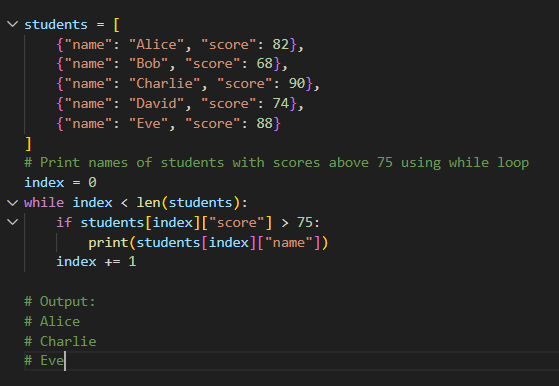 students = [
    {"name": "Alice", "score": 82},
    {"name": "Bob", "score": 68},
    {"name": "Charlie", "score": 90},
    {"name": "David", "score": 74},
    {"name": "Eve", "score": 88}
]
# Print names of students with scores above 75 using while loop
index = 0
while index < len(students):
    if students[index]["score"] > 75:
        print(students[index]["name"])
    index += 1

# Output:
# Alice
# Charlie
# Eve